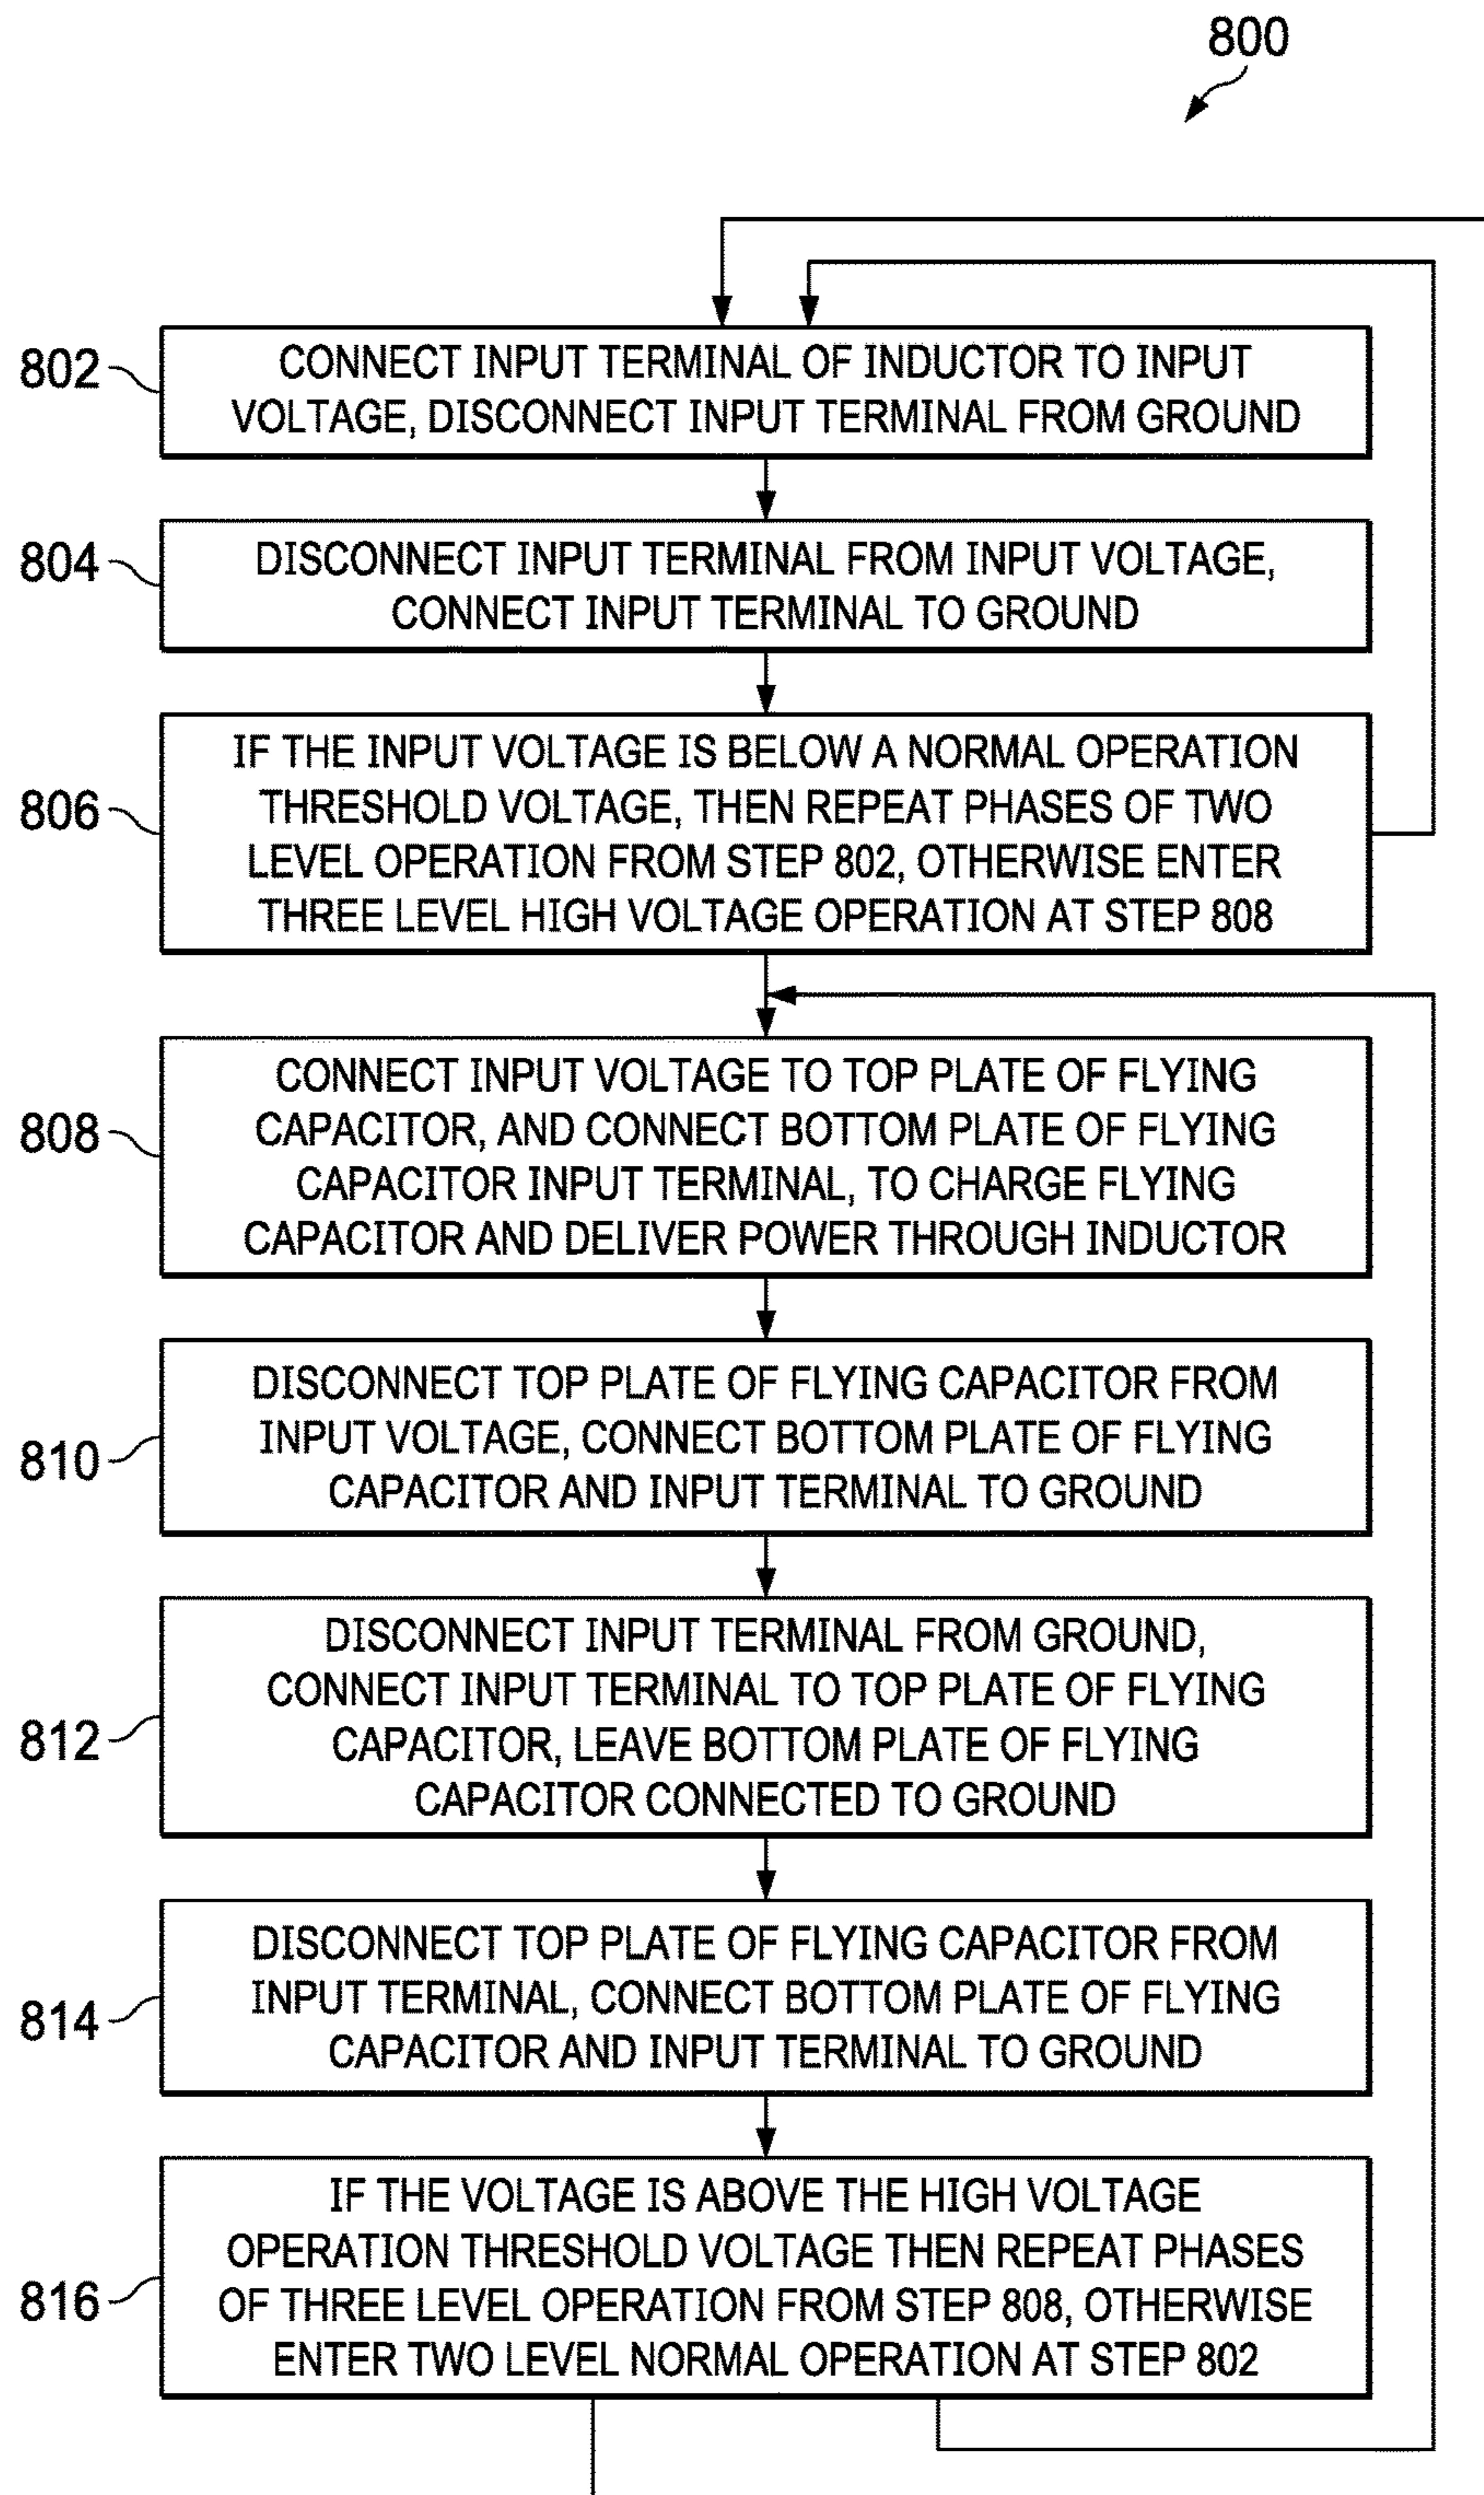 800
802
CONNECT INPUT TERMINAL OF INDUCTOR TO INPUT
VOLTAGE, DISCONNECT INPUT TERMINAL FROM GROUND
804
DISCONNECT INPUT TERMINAL FROM INPUT VOLTAGE,
CONNECT INPUT TERMINAL TO GROUND
806
IF THE INPUT VOLTAGE IS BELOW A NORMAL OPERATION
THRESHOLD VOLTAGE, THEN REPEAT PHASES OF TWO
LEVEL OPERATION FROM STEP 802, OTHERWISE ENTER
THREE LEVEL HIGH VOLTAGE OPERATION AT STEP 808
808
CONNECT INPUT VOLTAGE TO TOP PLATE OF FLYING
CAPACITOR, AND CONNECT BOTTOM PLATE OF FLYING
CAPACITOR INPUT TERMINAL, TO CHARGE FLYING
CAPACITOR AND DELIVER POWER THROUGH INDUCTOR
810
DISCONNECT TOP PLATE OF FLYING CAPACITOR FROM
INPUT VOLTAGE, CONNECT BOTTOM PLATE OF FLYING
CAPACITOR AND INPUT TERMINAL TO GROUND
812
DISCONNECT INPUT TERMINAL FROM GROUND,
CONNECT INPUT TERMINAL TO TOP PLATE OF FLYING
CAPACITOR, LEAVE BOTTOM PLATE OF FLYING
CAPACITOR CONNECTED TO GROUND
814
DISCONNECT TOP PLATE OF FLYING CAPACITOR FROM
INPUT TERMINAL, CONNECT BOTTOM PLATE OF FLYING
CAPACITOR AND INPUT TERMINAL TO GROUND
816
IF THE VOLTAGE IS ABOVE THE HIGH VOLTAGE
OPERATION THRESHOLD VOLTAGE THEN REPEAT PHASES
OF THREE LEVEL OPERATION FROM STEP 808, OTHERWISE
ENTER TWO LEVEL NORMAL OPERATION AT STEP 802